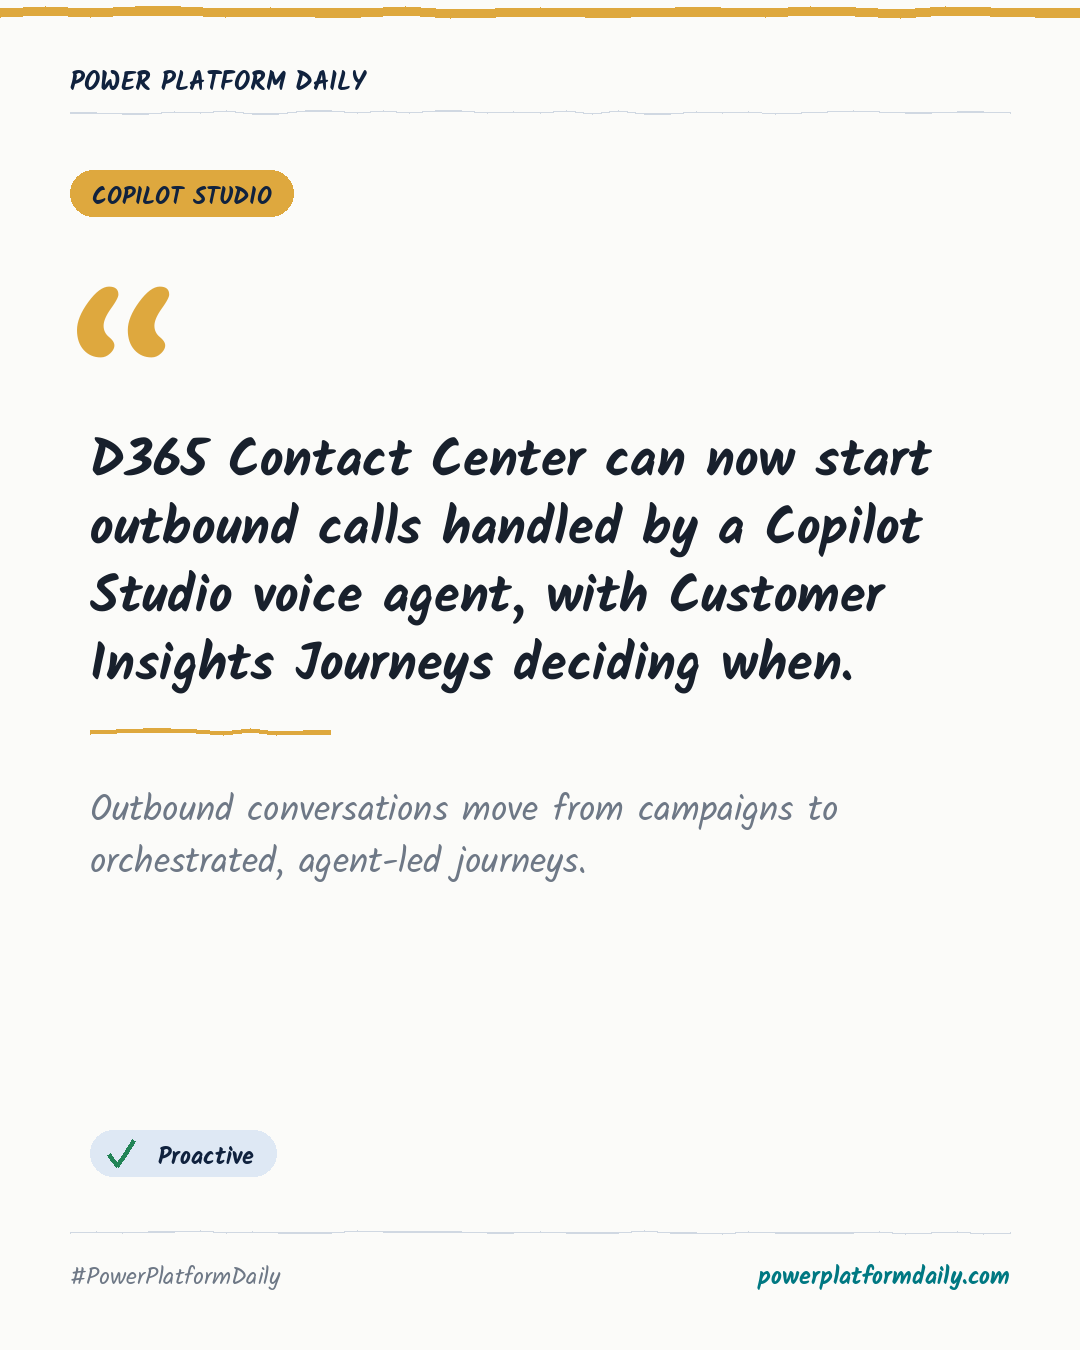 POWER PLATFORM DAILY
COPILOT STUDIO
“
D365 Contact Center can now start
outbound calls handled by a Copilot
Studio voice agent, with Customer
Insights Journeys deciding when.
Outbound conversations move from campaigns to
orchestrated, agent-led journeys.
✓ Proactive
#PowerPlatformDaily
powerplatformdaily.com